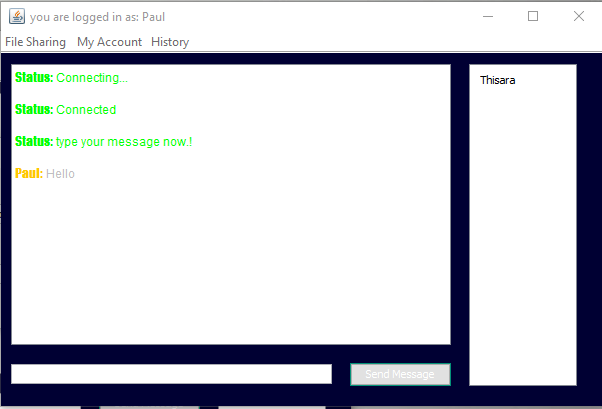 you are logged in as: Paul
File Sharing My Account History
Status: Connecting...
Status: Connected
Status: type your message now.!
Paul: Hello
Thisara
Send Message